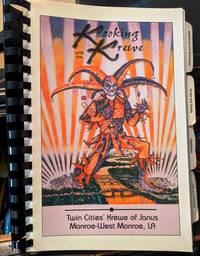 Kooking
with the
Krewe
Twin Cities' Krewe of Janus
Monroe-West Monroe, LA